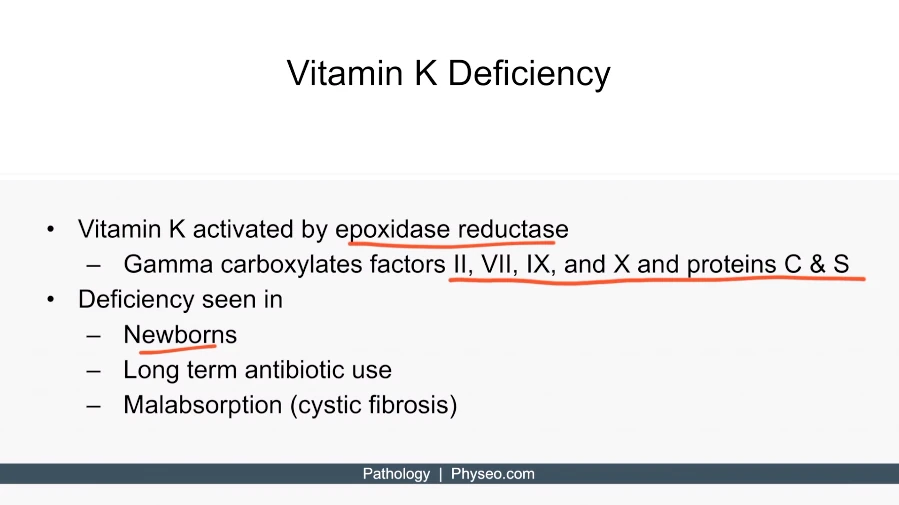 Vitamin K Deficiency
• Vitamin K activated by epoxidase reductase
– Gamma carboxylates factors II, VII, IX, and X and proteins C & S
• Deficiency seen in
– Newborns
– Long term antibiotic use
– Malabsorption (cystic fibrosis)
Pathology | Physeo.com